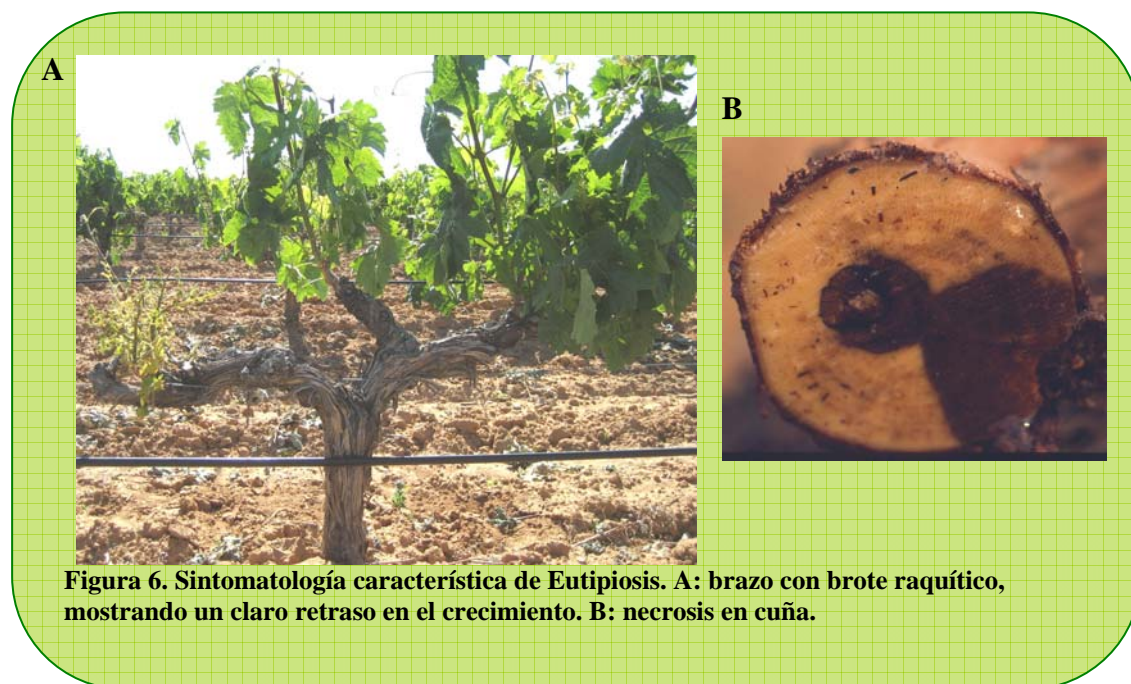 A
B
Figura 6. Sintomatología característica de Eutipiosis. A: brazo con brote raquítico,
mostrando un claro retraso en el crecimiento. B: necrosis en cuña.